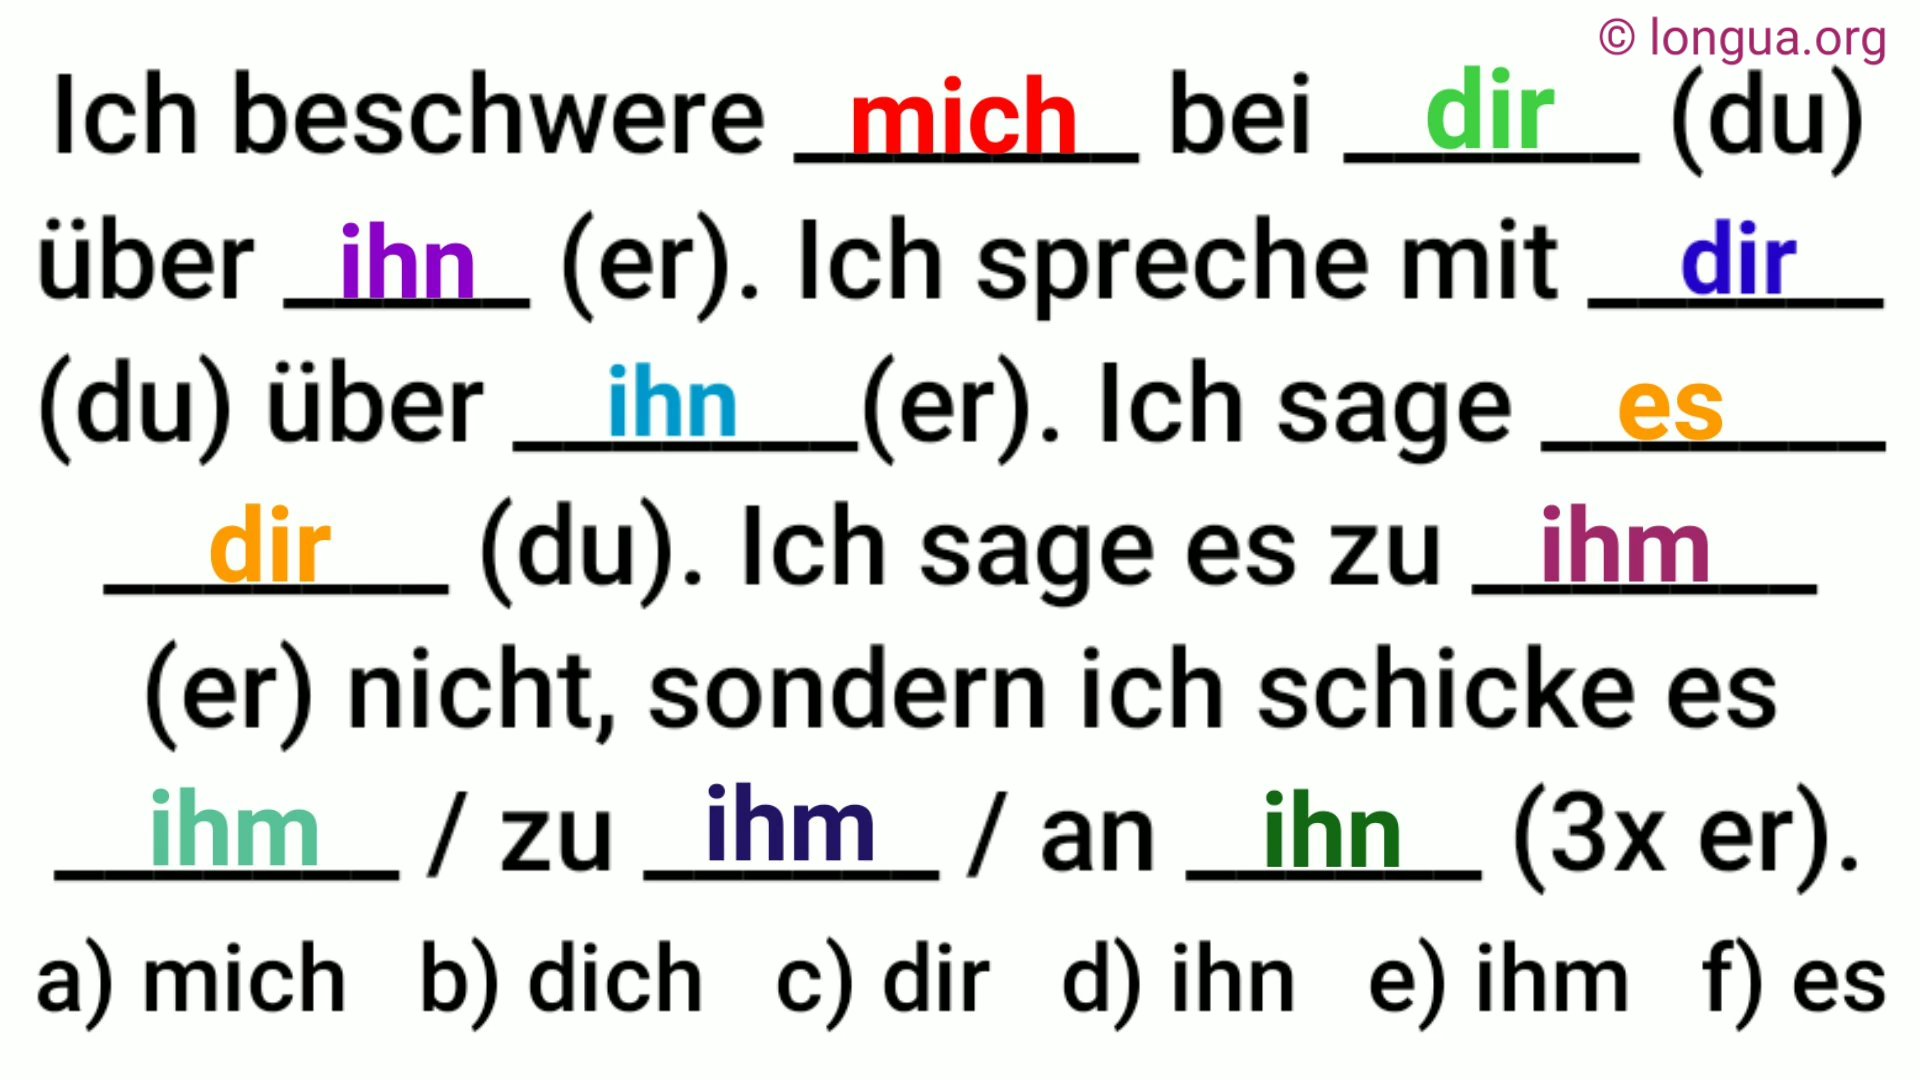 © longua.org
Ich beschwere mich bei dir (du)
über ihn (er). Ich spreche mit dir
(du) über ihn (er). Ich sage es
dir (du). Ich sage es zu ihm
(er) nicht, sondern ich schicke es
ihm / zu ihm / an ihn (3x er).
a) mich b) dich c) dir d) ihn e) ihm f) es